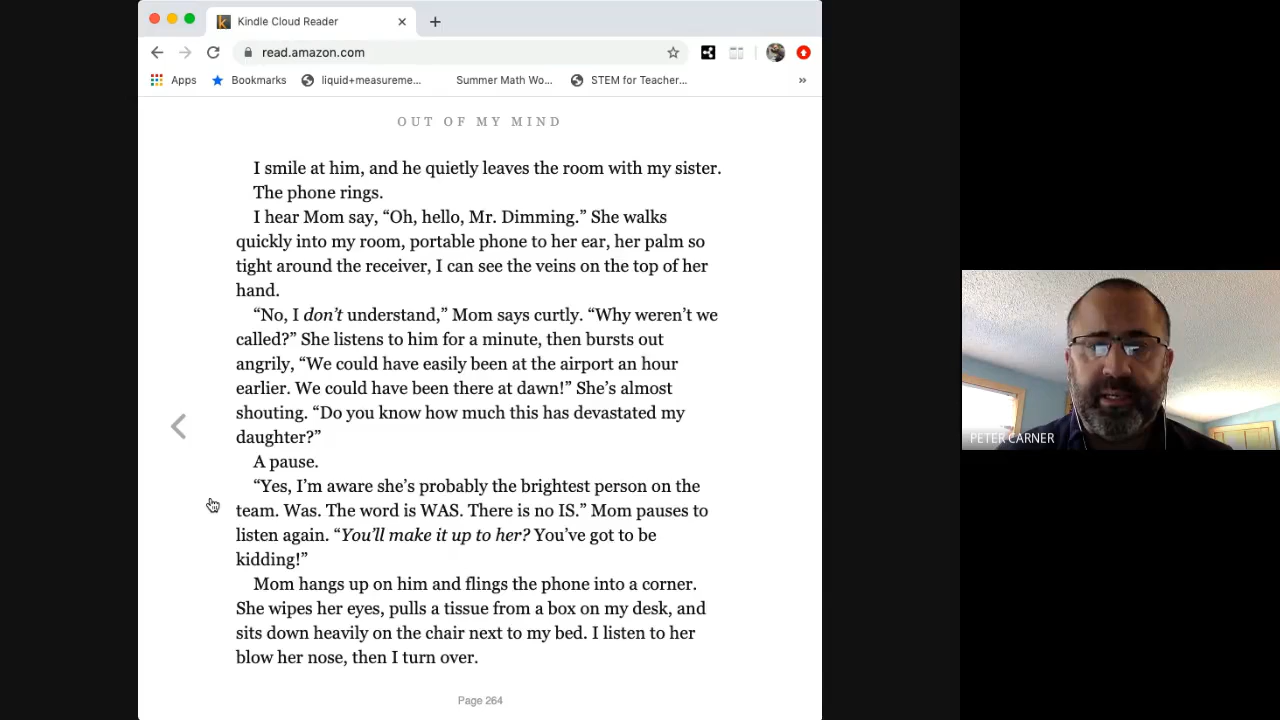 Kindle Cloud Reader
read.amazon.com
Apps Bookmarks liquid+measureme... Summer Math Wo... STEM for Teacher... »
OUT OF MY MIND
I smile at him, and he quietly leaves the room with my sister.
The phone rings.
I hear Mom say, “Oh, hello, Mr. Dimming.” She walks
quickly into my room, portable phone to her ear, her palm so
tight around the receiver, I can see the veins on the top of her
hand.
“No, I don’t understand,” Mom says curtly. “Why weren’t we
called?” She listens to him for a minute, then bursts out
angrily, “We could have easily been at the airport an hour
earlier. We could have been there at dawn!” She’s almost
shouting. “Do you know how much this has devastated my
daughter?”
A pause.
“Yes, I’m aware she’s probably the brightest person on the
team. Was. The word is WAS. There is no IS.” Mom pauses to
listen again. “You’ll make it up to her? You’ve got to be
kidding!”
Mom hangs up on him and flings the phone into a corner.
She wipes her eyes, pulls a tissue from a box on my desk, and
sits down heavily on the chair next to my bed. I listen to her
blow her nose, then I turn over.
Page 264
PETER CARNER